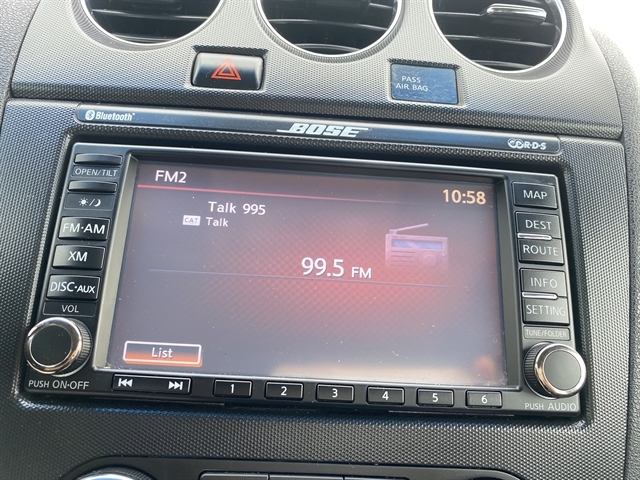 PASS
AIR BAG
Bluetooth
BOSE
R·D·S
OPEN/TILT
FM2
10:58
MAP
Talk 995
CAT Talk
FM·AM
DEST
ROUTE
XM
99.5 FM
DISC·AUX
INFO
SETTING
VOL
TUNE/FOLDER
List
PUSH ON·OFF
1 2 3 4 5 6
PUSH AUDIO